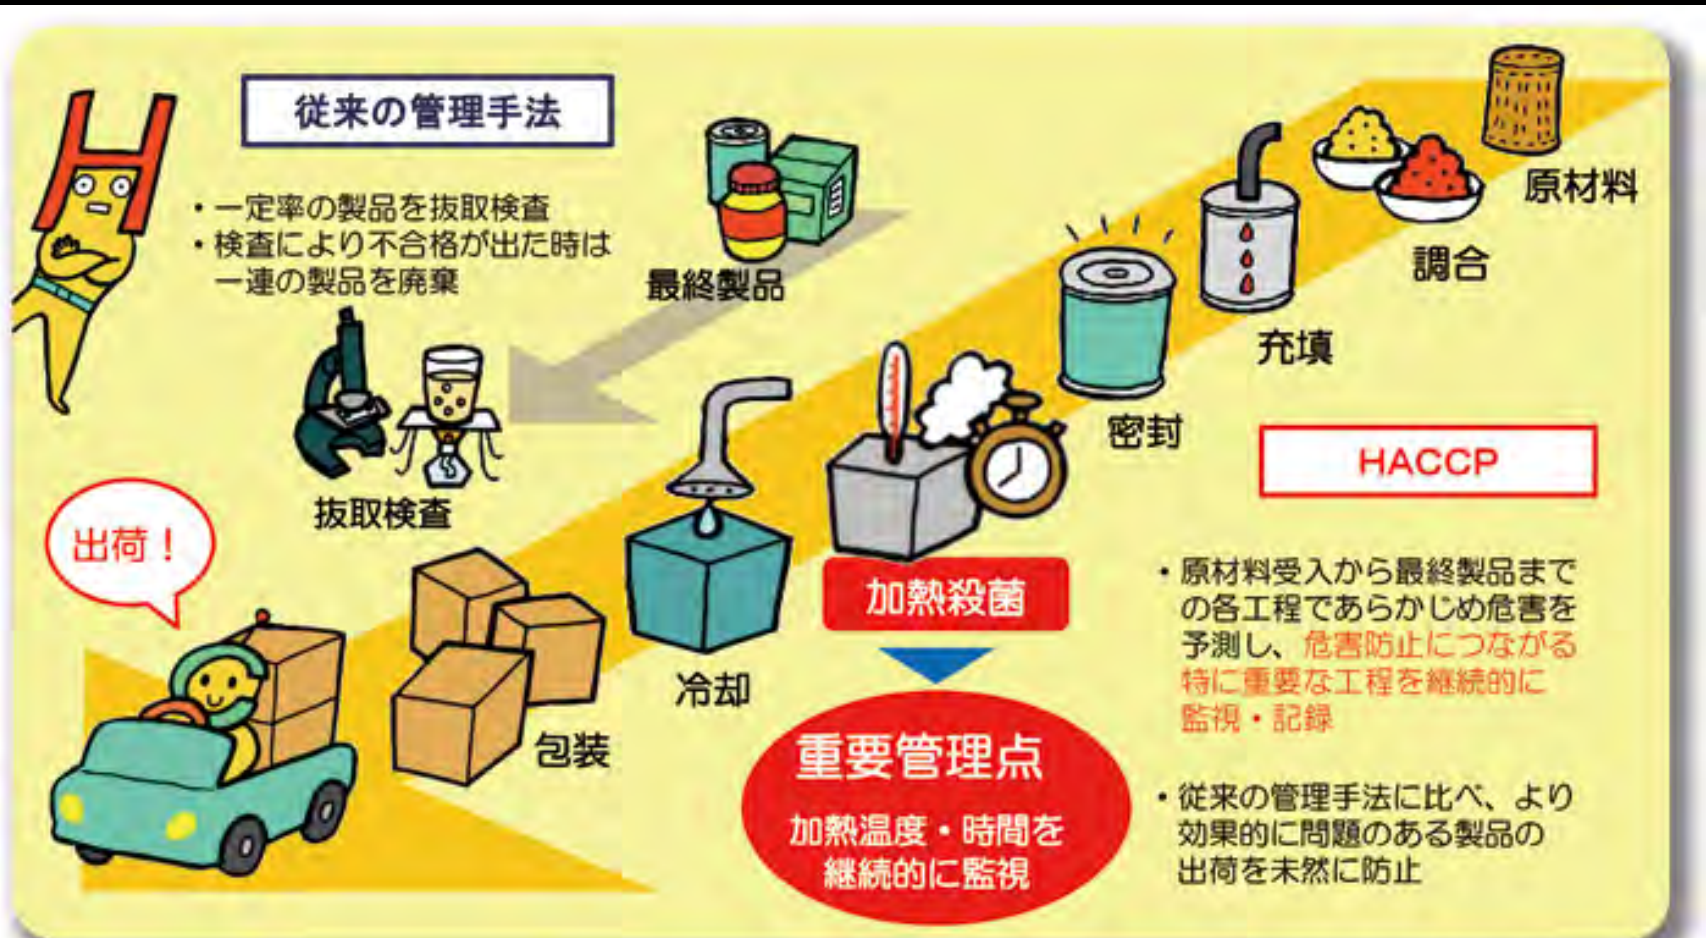 従来の管理手法
・一定率の製品を抜取検査
・検査により不合格が出た時は
一連の製品を廃棄
最終製品
抜取検査
出荷！
原材料
調合
充填
密封
加熱殺菌
冷却
包装
重要管理点
加熱温度・時間を
継続的に監視
HACCP
・原材料受入から最終製品まで
の各工程であらかじめ危害を
予測し、危害防止につながる
特に重要な工程を継続的に
監視・記録
・従来の管理手法に比べ、より
効果的に問題のある製品の
出荷を未然に防止